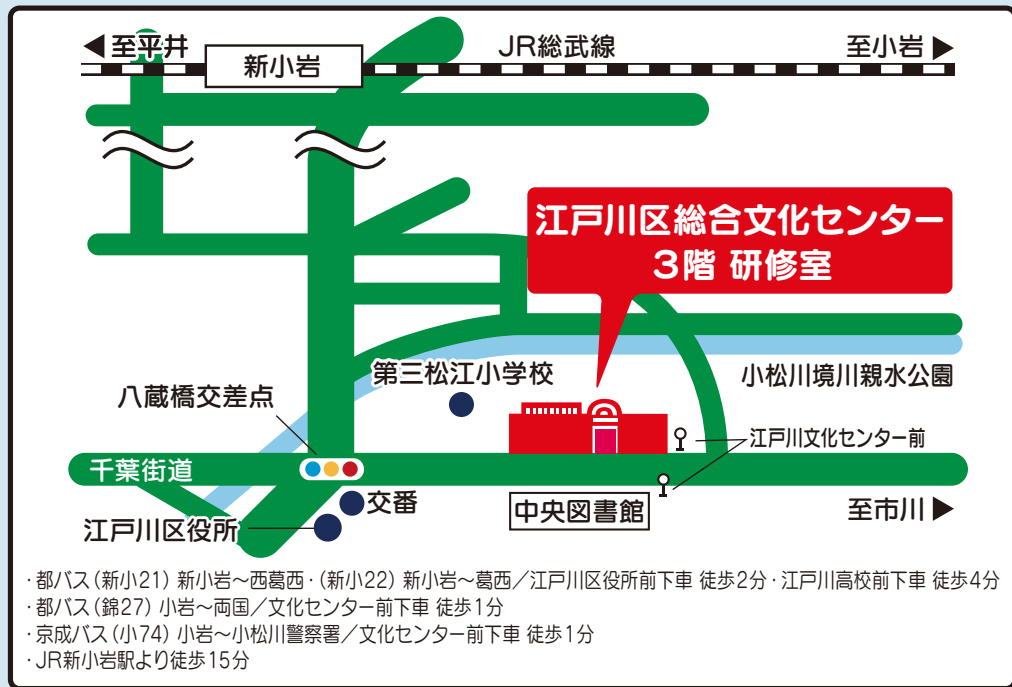 ◀至平井
新小岩
JR総武線
至小岩▶
江戸川区総合文化センター
3階 研修室
第三松江小学校
小松川境川親水公園
八蔵橋交差点
江戸川文化センター前
千葉街道
交番
中央図書館
至市川▶
江戸川区役所
·都バス(新小21) 新小岩〜西葛西·(新小22) 新小岩〜葛西/江戸川区役所前下車 徒歩2分·江戸川高校前下車 徒歩4分
·都バス(錦27) 小岩〜両国/文化センター前下車 徒歩1分
·京成バス(小74) 小岩〜小松川警察署/文化センター前下車 徒歩1分
·JR新小岩駅より徒歩15分